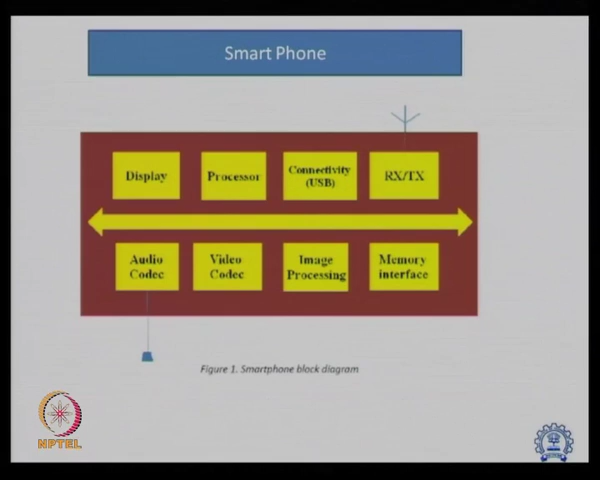 Smart Phone
Display
Processor
Connectivity
(USB)
RX/TX
Audio
Codec
Video
Codec
Image
Processing
Memory
interface
Figure 1. Smartphone block diagram
NPTEL